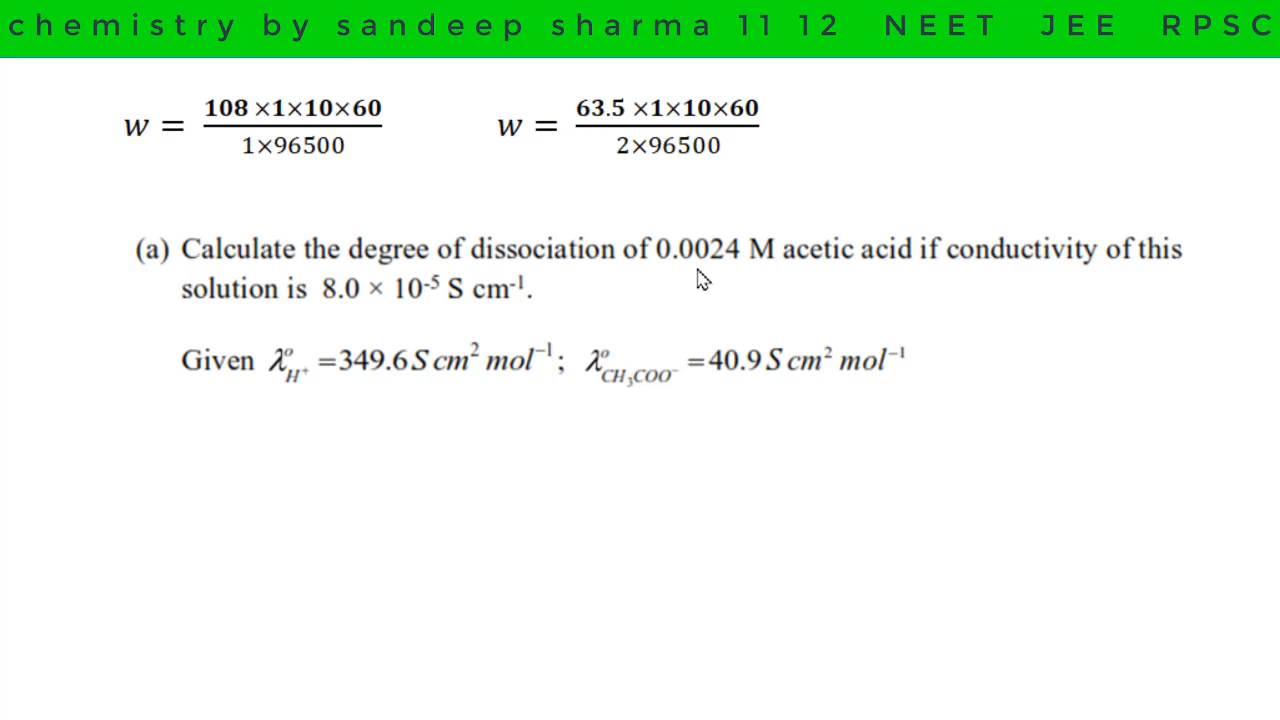 chemistry by sandeep sharma 11 12 NEET JEE RPSC
w = 108 ×1×10×60 / 1×96500 w = 63.5 ×1×10×60 / 2×96500
(a) Calculate the degree of dissociation of 0.0024 M acetic acid if conductivity of this
solution is 8.0 × 10⁻⁵ S cm⁻¹.
Given λ°H⁺ =349.6 S cm² mol⁻¹; λ°CH₃COO⁻ =40.9 S cm² mol⁻¹